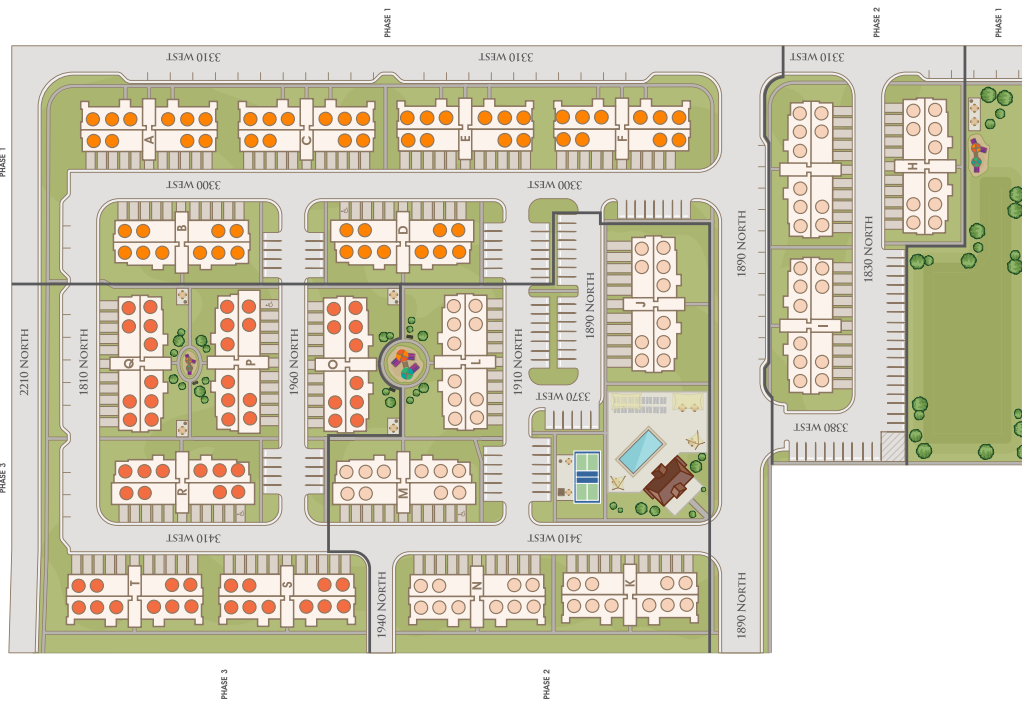 PHASE 1
PHASE 2
PHASE 1
3310 WEST
3310 WEST
3310 WEST
A
C
E
F
H
PHASE 1
3300 WEST
3300 WEST
B
D
1890 NORTH
1830 NORTH
J
I
1890 NORTH
2210 NORTH
1810 NORTH
Q
P
1960 NORTH
O
L
1910 NORTH
3370 WEST
3380 WEST
PHASE 3
R
M
3410 WEST
3410 WEST
T
S
N
K
1940 NORTH
1890 NORTH
PHASE 3
PHASE 2